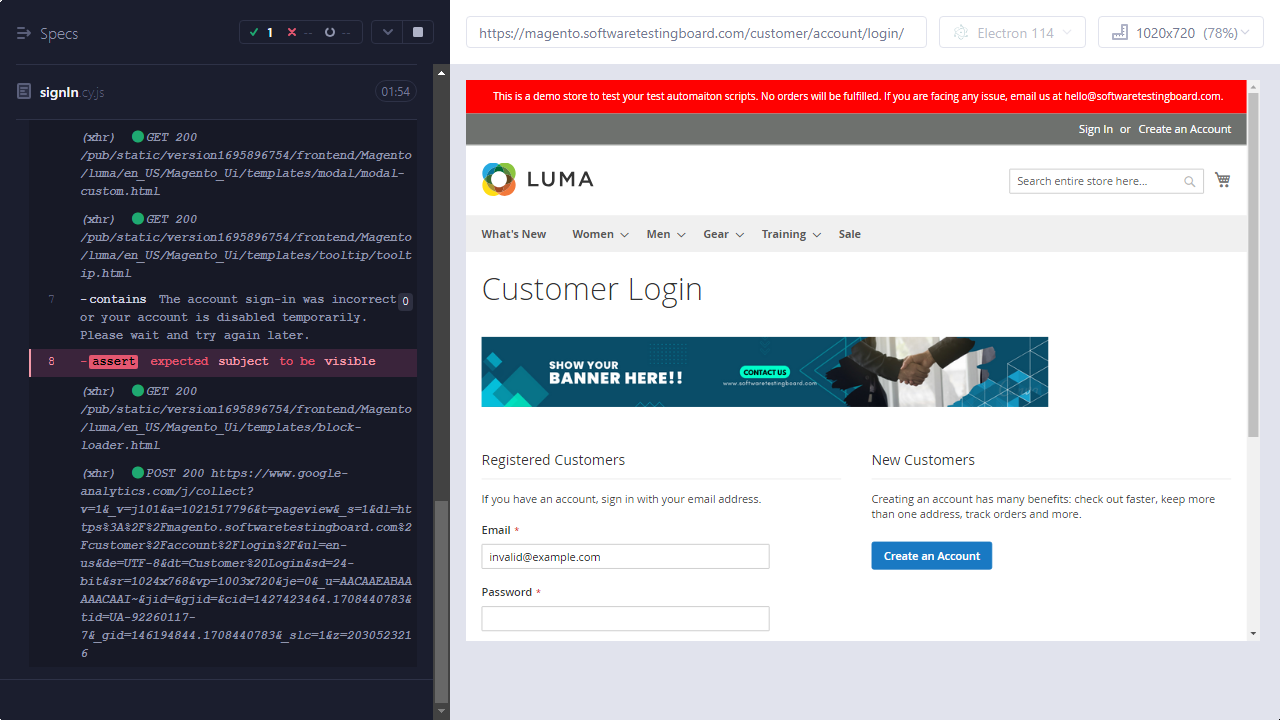 Specs
1
--
--
signIn.cy.js
01:54
(xhr) GET 200
/pub/static/version1695896754/frontend/Magento
/luma/en_US/Magento_Ui/templates/modal/modal-
custom.html
(xhr) GET 200
/pub/static/version1695896754/frontend/Magento
/luma/en_US/Magento_Ui/templates/tooltip/toolt
ip.html
7 -contains The account sign-in was incorrect 0
or your account is disabled temporarily.
Please wait and try again later.
8 -assert expected subject to be visible
(xhr) GET 200
/pub/static/version1695896754/frontend/Magento
/luma/en_US/Magento_Ui/templates/block-
loader.html
(xhr) POST 200 https://www.google-
analytics.com/j/collect?
v=1&_v=j101&a=1021517796&t=pageview&_s=1&dl=ht
tps%3A%2F%2Fmagento.softwaretestingboard.com%2
Fcustomer%2Faccount%2Flogin%2F&ul=en-
us&de=UTF-8&dt=Customer%20Login&sd=24-
bit&sr=1024x768&vp=1003x720&je=0&_u=AACAAEABAA
AAACAAI~&jid=&gjid=&cid=1427423464.1708440783&
tid=UA-92260117-
7&_gid=146194844.1708440783&_slc=1&z=203052321
6
https://magento.softwaretestingboard.com/customer/account/login/
Electron 114
1020x720 (78%)
This is a demo store to test your test automaiton scripts. No orders will be fulfilled. If you are facing any issue, email us at hello@softwaretestingboard.com.
Sign In or Create an Account
LUMA
Search entire store here...
What's New Women Men Gear Training Sale
Customer Login
SHOW YOUR
BANNER HERE!!
CONTACT US
www.softwaretestingboard.com
Registered Customers
If you have an account, sign in with your email address.
Email *
invalid@example.com
Password *
New Customers
Creating an account has many benefits: check out faster, keep more
than one address, track orders and more.
Create an Account